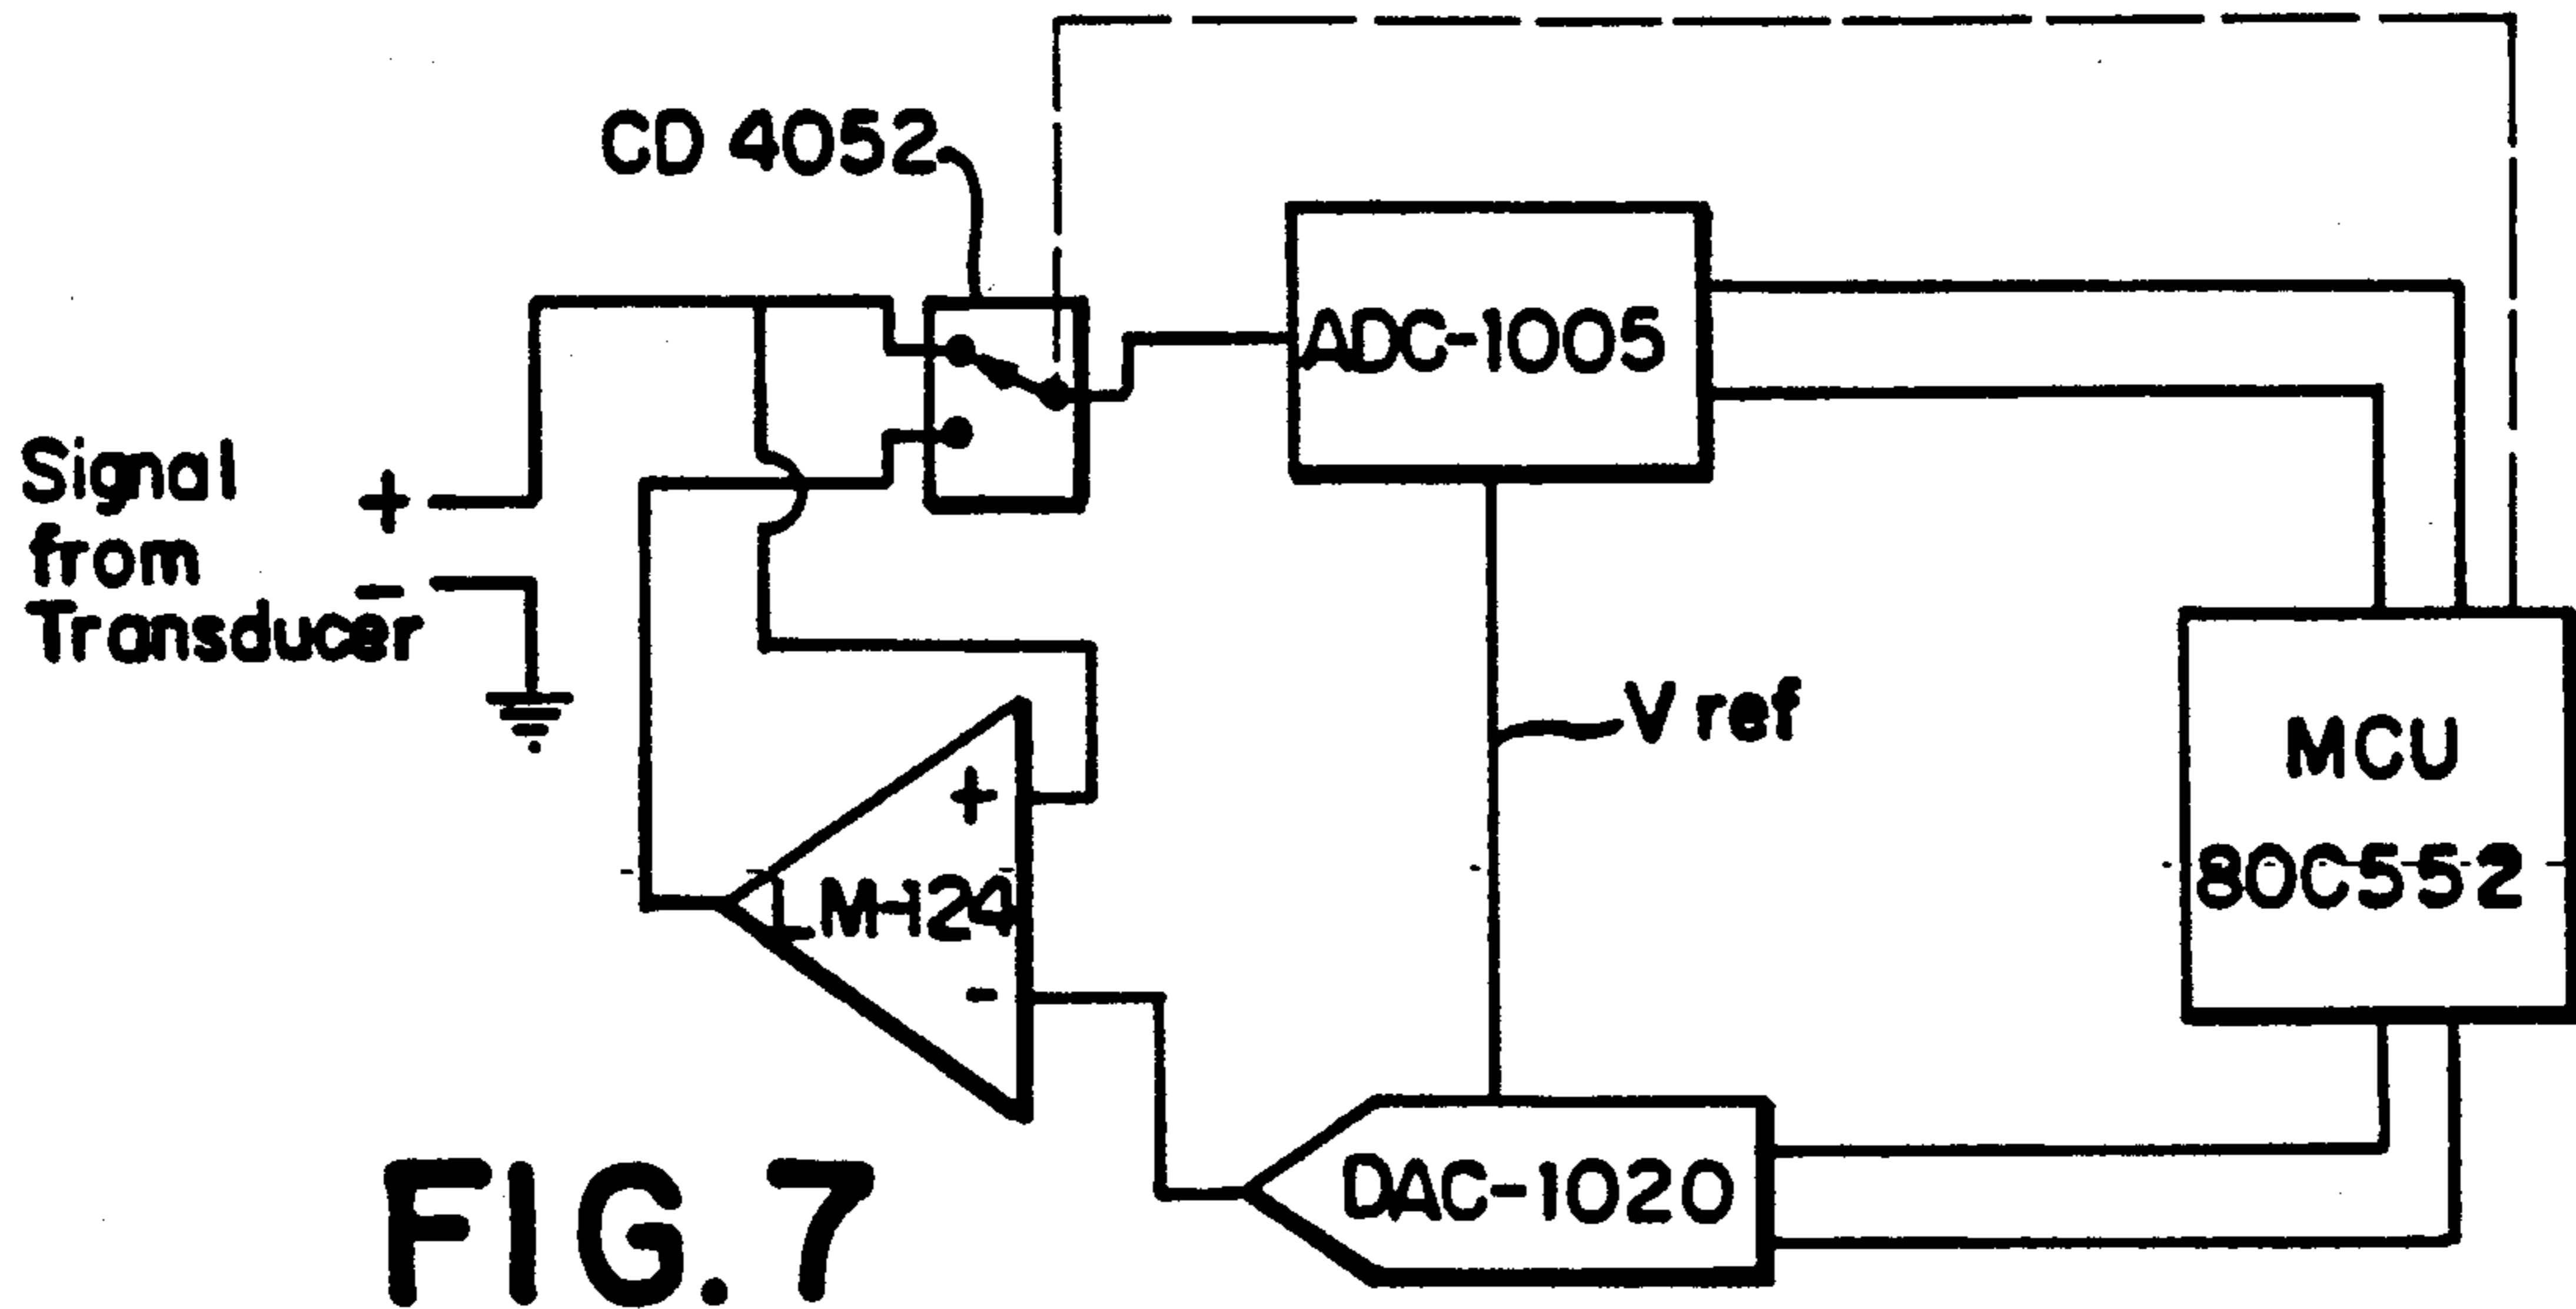 CD 4052
ADC-1005
Signal
from
Transducer
+
-
V ref
MCU
80C552
+
LM-124
-
DAC-1020
FIG. 7